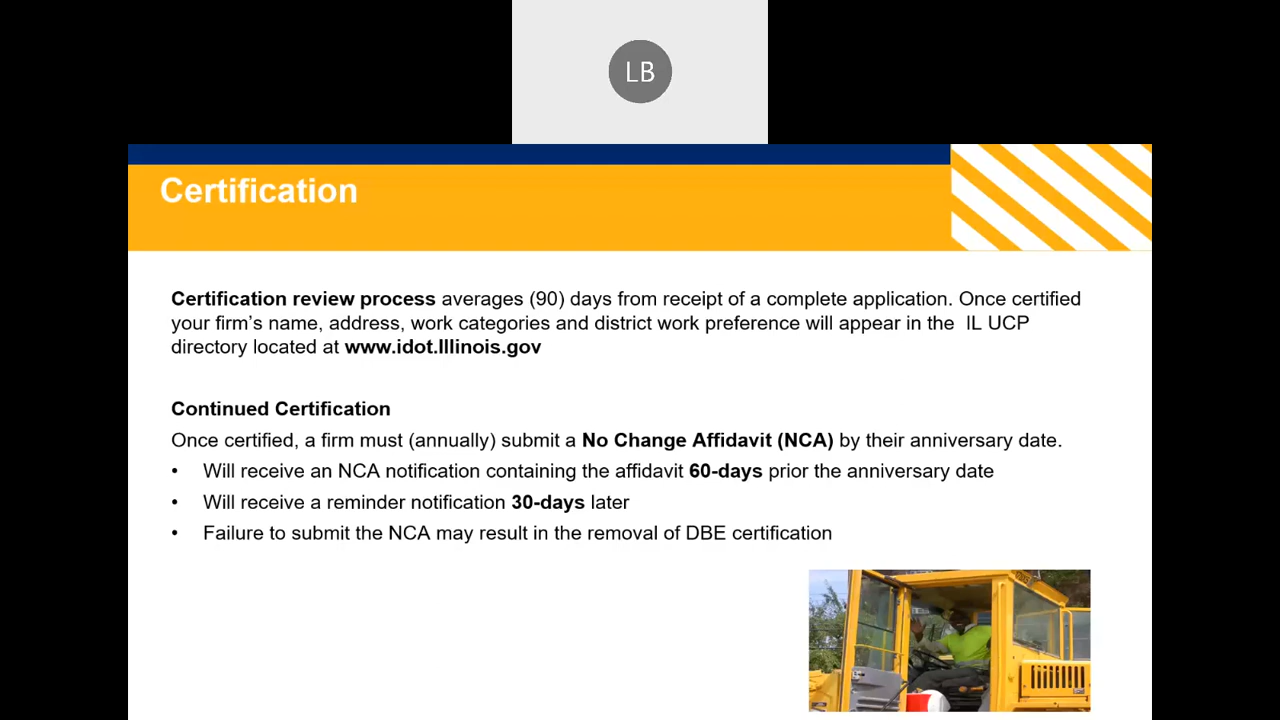 LB
Certification
Certification review process averages (90) days from receipt of a complete application. Once certified
your firm's name, address, work categories and district work preference will appear in the  IL UCP
directory located at www.idot.Illinois.gov
Continued Certification
Once certified, a firm must (annually) submit a No Change Affidavit (NCA) by their anniversary date.
• Will receive an NCA notification containing the affidavit 60-days prior the anniversary date
• Will receive a reminder notification 30-days later
• Failure to submit the NCA may result in the removal of DBE certification